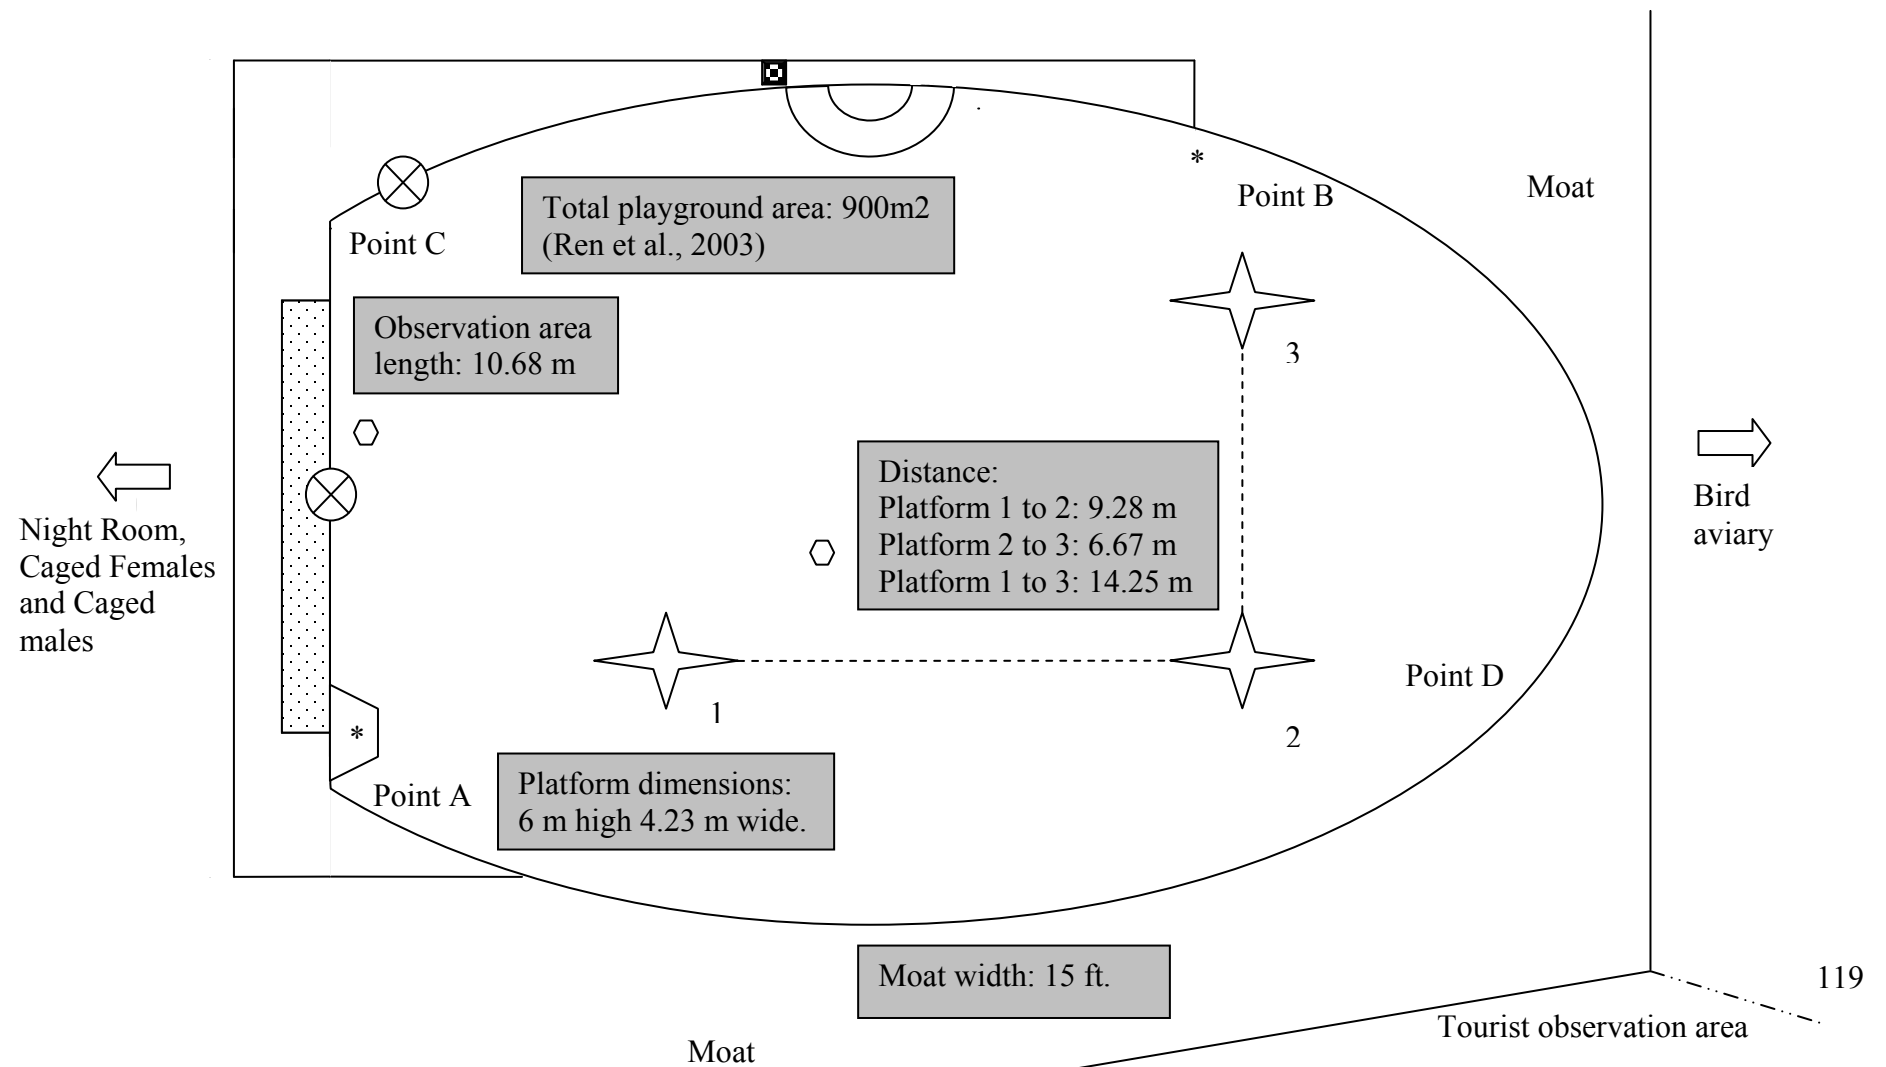 *
Moat
Point B
Total playground area: 900m2
(Ren et al., 2003)
Point C
Observation area
length: 10.68 m
3
Distance:
Platform 1 to 2: 9.28 m
Platform 2 to 3: 6.67 m
Platform 1 to 3: 14.25 m
Bird
aviary
Night Room,
Caged Females
and Caged
males
Point D
1
2
*
Point A
Platform dimensions:
6 m high 4.23 m wide.
Moat width: 15 ft.
119
Tourist observation area
Moat